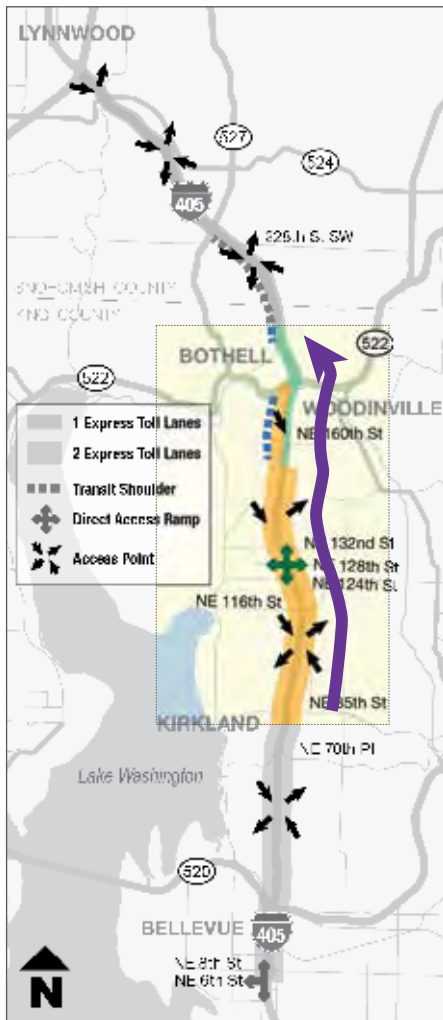 LYNNWOOD
527
524
405
228th St SW
SNOHOMISH COUNTY
KING COUNTY
BOTHELL
522
522
WOODINVILLE
NE 160th St
1 Express Toll Lanes
2 Express Toll Lanes
Transit Shoulder
Direct Access Ramp
Access Point
NE 132nd St
NE 128th St
NE 124th St
NE 116th St
NE 85th St
KIRKLAND
NE 70th Pl
Lake Washington
520
BELLEVUE
405
NE 8th St
NE 6th St
N